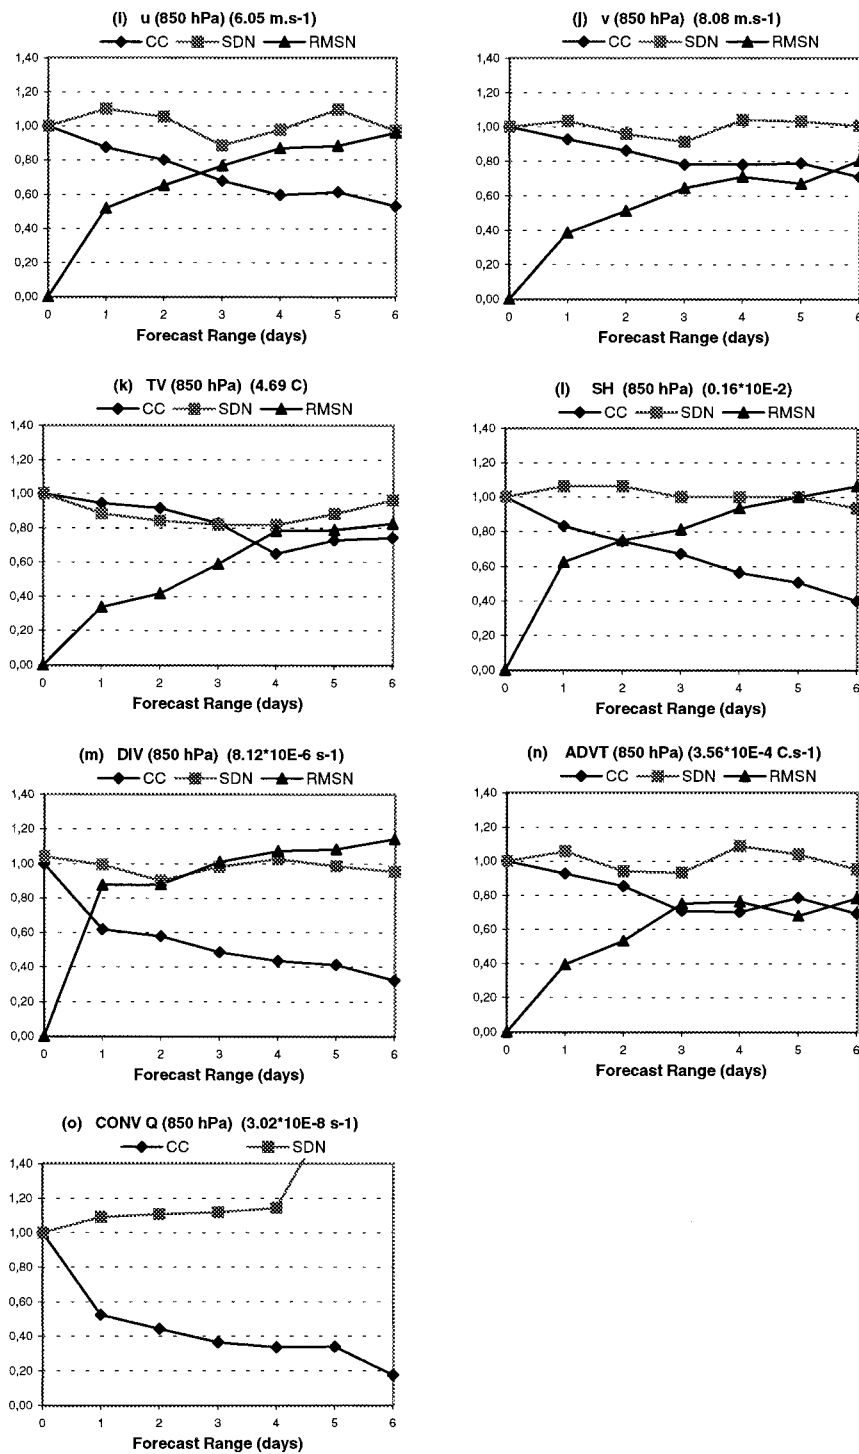 (i) u (850 hPa) (6.05 m.s-1)
CC SDN RMSN
1,40
1,20
1,00
0,80
0,60
0,40
0,20
0,00
0 1 2 3 4 5 6
Forecast Range (days)
(j) v (850 hPa) (8.08 m.s-1)
CC SDN RMSN
1,40
1,20
1,00
0,80
0,60
0,40
0,20
0,00
0 1 2 3 4 5 6
Forecast Range (days)
(k) TV (850 hPa) (4.69 C)
CC SDN RMSN
1,40
1,20
1,00
0,80
0,60
0,40
0,20
0,00
0 1 2 3 4 5 6
Forecast Range (days)
(l) SH (850 hPa) (0.16*10E-2)
CC SDN RMSN
1,40
1,20
1,00
0,80
0,60
0,40
0,20
0,00
0 1 2 3 4 5 6
Forecast Range (days)
(m) DIV (850 hPa) (8.12*10E-6 s-1)
CC SDN RMSN
1,40
1,20
1,00
0,80
0,60
0,40
0,20
0,00
0 1 2 3 4 5 6
Forecast Range (days)
(n) ADVT (850 hPa) (3.56*10E-4 C.s-1)
CC SDN RMSN
1,40
1,20
1,00
0,80
0,60
0,40
0,20
0,00
0 1 2 3 4 5 6
Forecast Range (days)
(o) CONV Q (850 hPa) (3.02*10E-8 s-1)
CC SDN
1,40
1,20
1,00
0,80
0,60
0,40
0,20
0,00
0 1 2 3 4 5 6
Forecast Range (days)